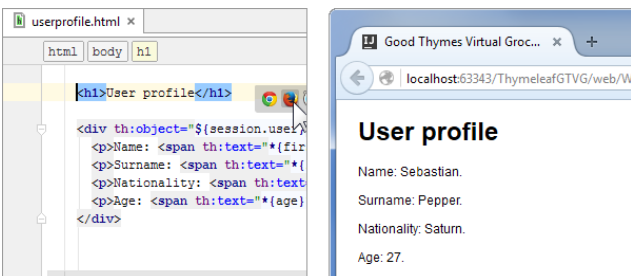 userprofile.html ×
html body h1
<h1>User profile</h1>
<div th:object="${session.user}
<p>Name: <span th:text="*{fir
<p>Surname: <span th:text="*{
<p>Nationality: <span th:text
<p>Age: <span th:text="*{age}
</div>
Good Thymes Virtual Groc... × +
localhost:63343/ThymeleafGTVG/web/W
User profile
Name: Sebastian.
Surname: Pepper.
Nationality: Saturn.
Age: 27.